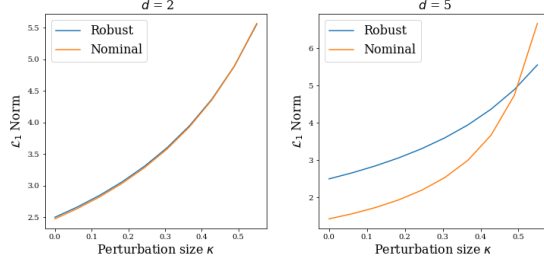 d = 2
Robust
Nominal
5.5
5.0
4.5
4.0
3.5
3.0
2.5
0.0 0.1 0.2 0.3 0.4 0.5
ℒ₁ Norm
Perturbation size κ
d = 5
Robust
Nominal
6
5
4
3
2
0.0 0.1 0.2 0.3 0.4 0.5
ℒ₁ Norm
Perturbation size κ